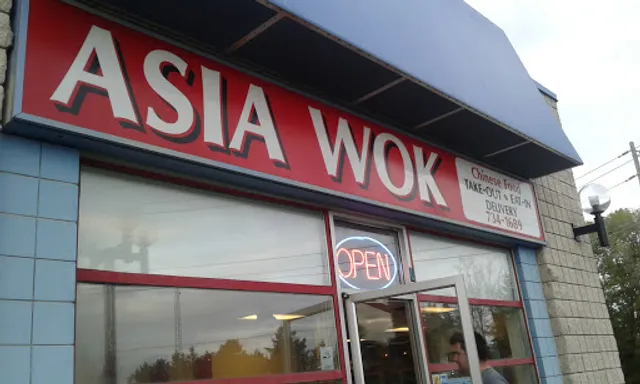 ASIA WOK
Chinese Food
TAKE-OUT & EAT-IN
DELIVERY
734-1689
OPEN